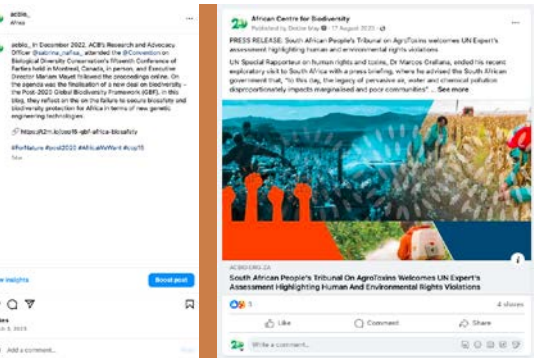 acbio_
Africa
acbio_ In December 2022, ACB's Research and Advocacy
Officer @sabrina_nafisa_ attended the @Convention on
Biological Diversity Conservation's Fifteenth Conference of
Parties held in Montreal, Canada, in person, and Executive
Director Mariam Mayet followed the proceedings online. On
the agenda was the finalisation of a new deal on biodiversity –
the Post-2020 Global Biodiversity Framework (GBF). In this
blog, they reflect on the on the failure to secure biosafety and
biodiversity protection for Africa in terms of new genetic
engineering technologies.
#ForNature #post2020 #AfricaWeWant #cop15
insights
Boost post
Add a comment...
African Centre for Biodiversity
17 August 2023
PRESS RELEASE: South African People's Tribunal on AgroToxins welcomes UN Expert's
assessment highlighting human and environmental rights violations
UN Special Rapporteur on human rights and toxins, Dr Marcos Orellana, ended his recent
exploratory visit to South Africa with a press briefing, where he advised the South African
government that, "to this day, the legacy of pervasive air, water and chemical pollution
disproportionately impacts marginalised and poor communities". ... See more
ACBIO.ORG.ZA
South African People's Tribunal On AgroToxins Welcomes UN Expert's
Assessment Highlighting Human And Environmental Rights Violations
4 shares
Like
Comment
Share
Write a comment...